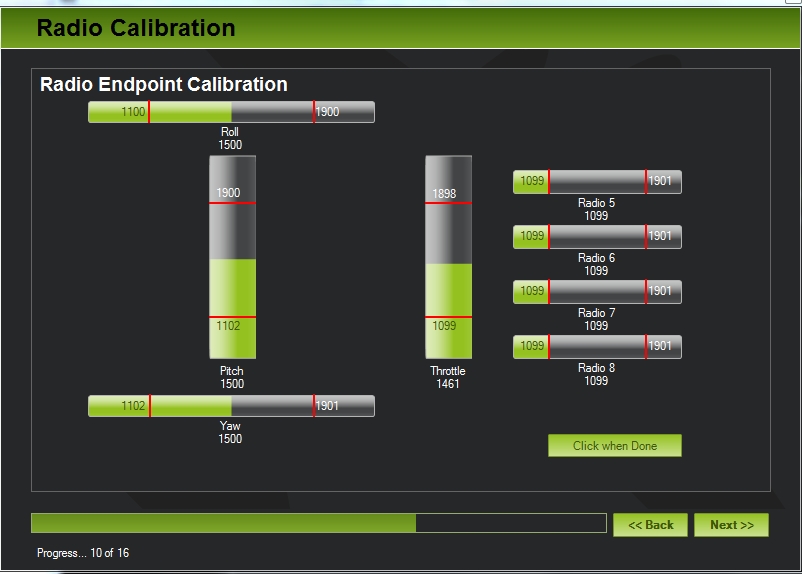 Radio Calibration
Radio Endpoint Calibration
1100 1900
Roll
1500
1900
1102
Pitch
1500
1898
1099
Throttle
1461
1099 1901
Radio 5
1099
1099 1901
Radio 6
1099
1099 1901
Radio 7
1099
1099 1901
Radio 8
1099
1102 1901
Yaw
1500
Click when Done
<< Back Next >>
Progress... 10 of 16